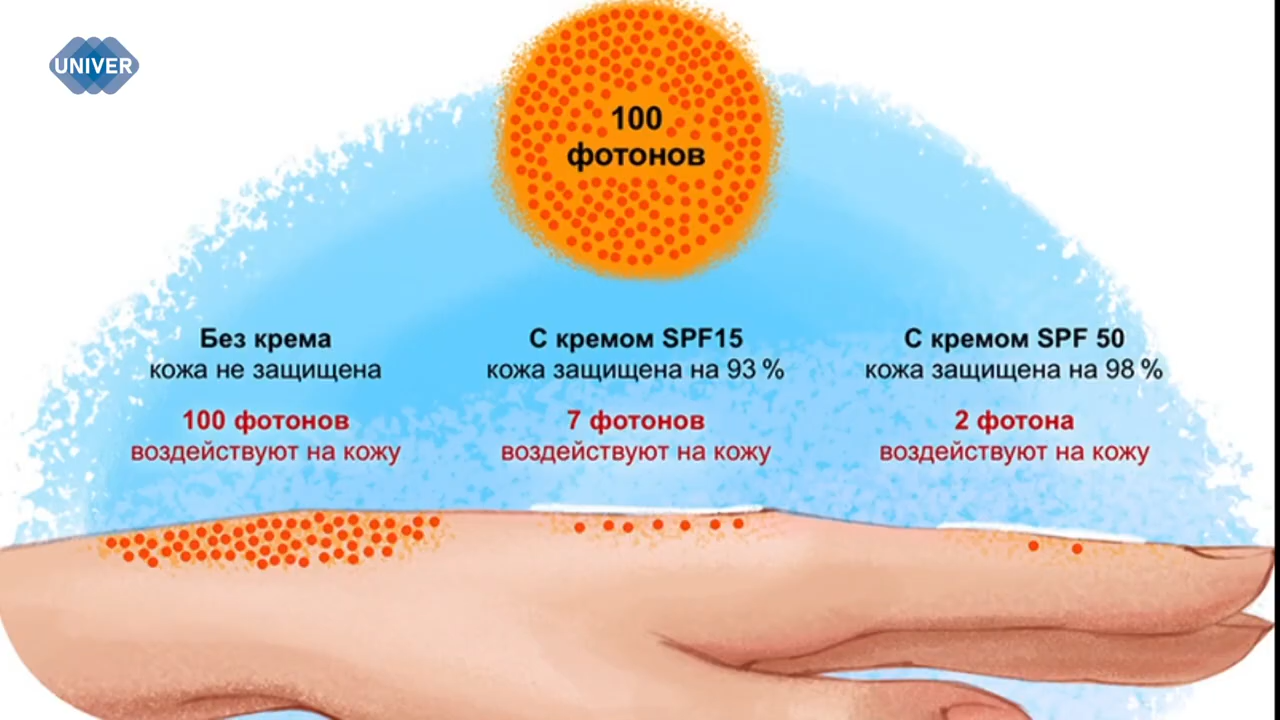 UNIVER
100
фотонов
Без крема
кожа не защищена
100 фотонов
воздействуют на кожу
С кремом SPF15
кожа защищена на 93 %
7 фотонов
воздействуют на кожу
С кремом SPF 50
кожа защищена на 98 %
2 фотона
воздействуют на кожу